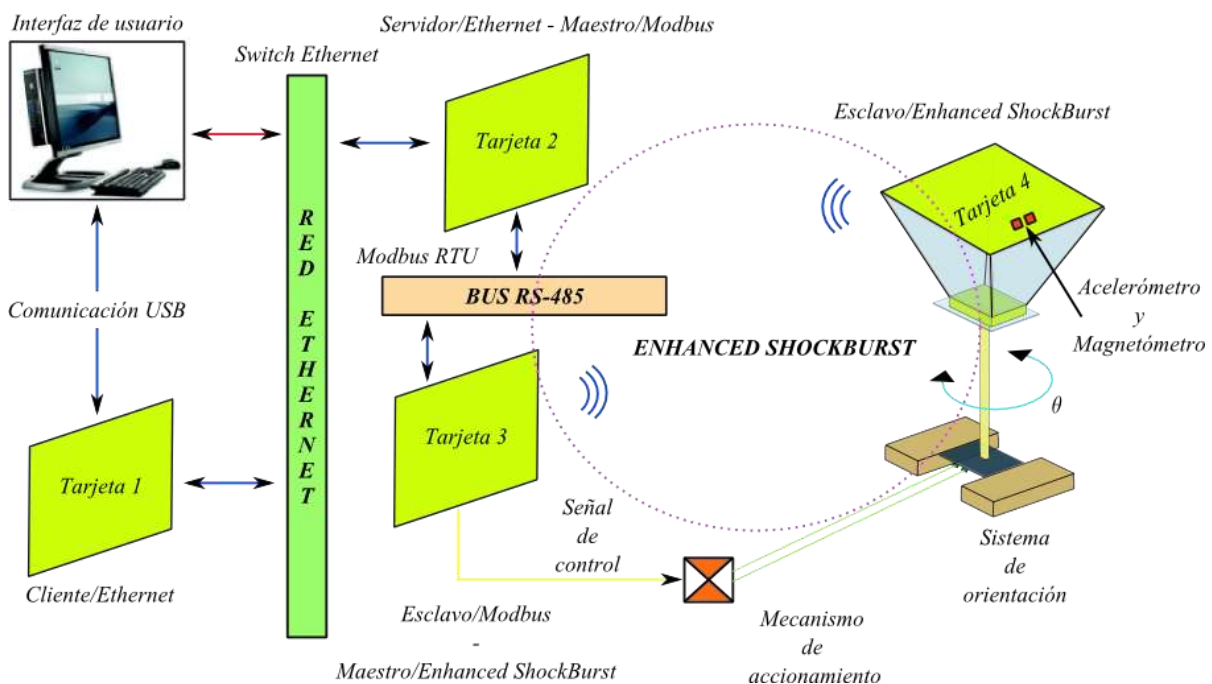 Interfaz de usuario
Servidor/Ethernet - Maestro/Modbus
Switch Ethernet
Esclavo/Enhanced ShockBurst
Tarjeta 2
Tarjeta 4
RED ETHERNET
Modbus RTU
BUS RS-485
Comunicación USB
Acelerómetro
y
Magnetómetro
ENHANCED SHOCKBURST
θ
Tarjeta 3
Tarjeta 1
Señal
de
control
Sistema
de
orientación
Cliente/Ethernet
Esclavo/Modbus
-
Maestro/Enhanced ShockBurst
Mecanismo
de
accionamiento